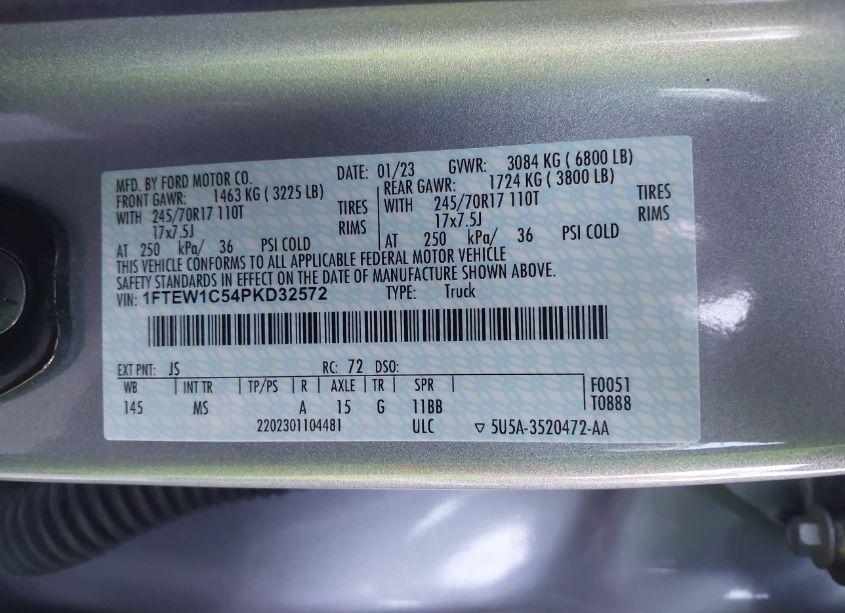 MFD. BY FORD MOTOR CO. DATE: 01/23 GVWR: 3084 KG ( 6800 LB)
FRONT GAWR: 1463 KG ( 3225 LB) REAR GAWR: 1724 KG ( 3800 LB)
WITH 245/70R17 110T TIRES WITH 245/70R17 110T TIRES
17x7.5J RIMS 17x7.5J RIMS
AT 250 kPa/ 36 PSI COLD AT 250 kPa/ 36 PSI COLD
THIS VEHICLE CONFORMS TO ALL APPLICABLE FEDERAL MOTOR VEHICLE
SAFETY STANDARDS IN EFFECT ON THE DATE OF MANUFACTURE SHOWN ABOVE.
VIN: 1FTEW1C54PKD32572 TYPE: Truck
EXT PNT: JS RC: 72 DSO:
WB INT TR TP/PS R AXLE TR SPR F0051
145 MS A 15 G 11BB T0888
2202301104481 ULC ▽ 5U5A-3520472-AA